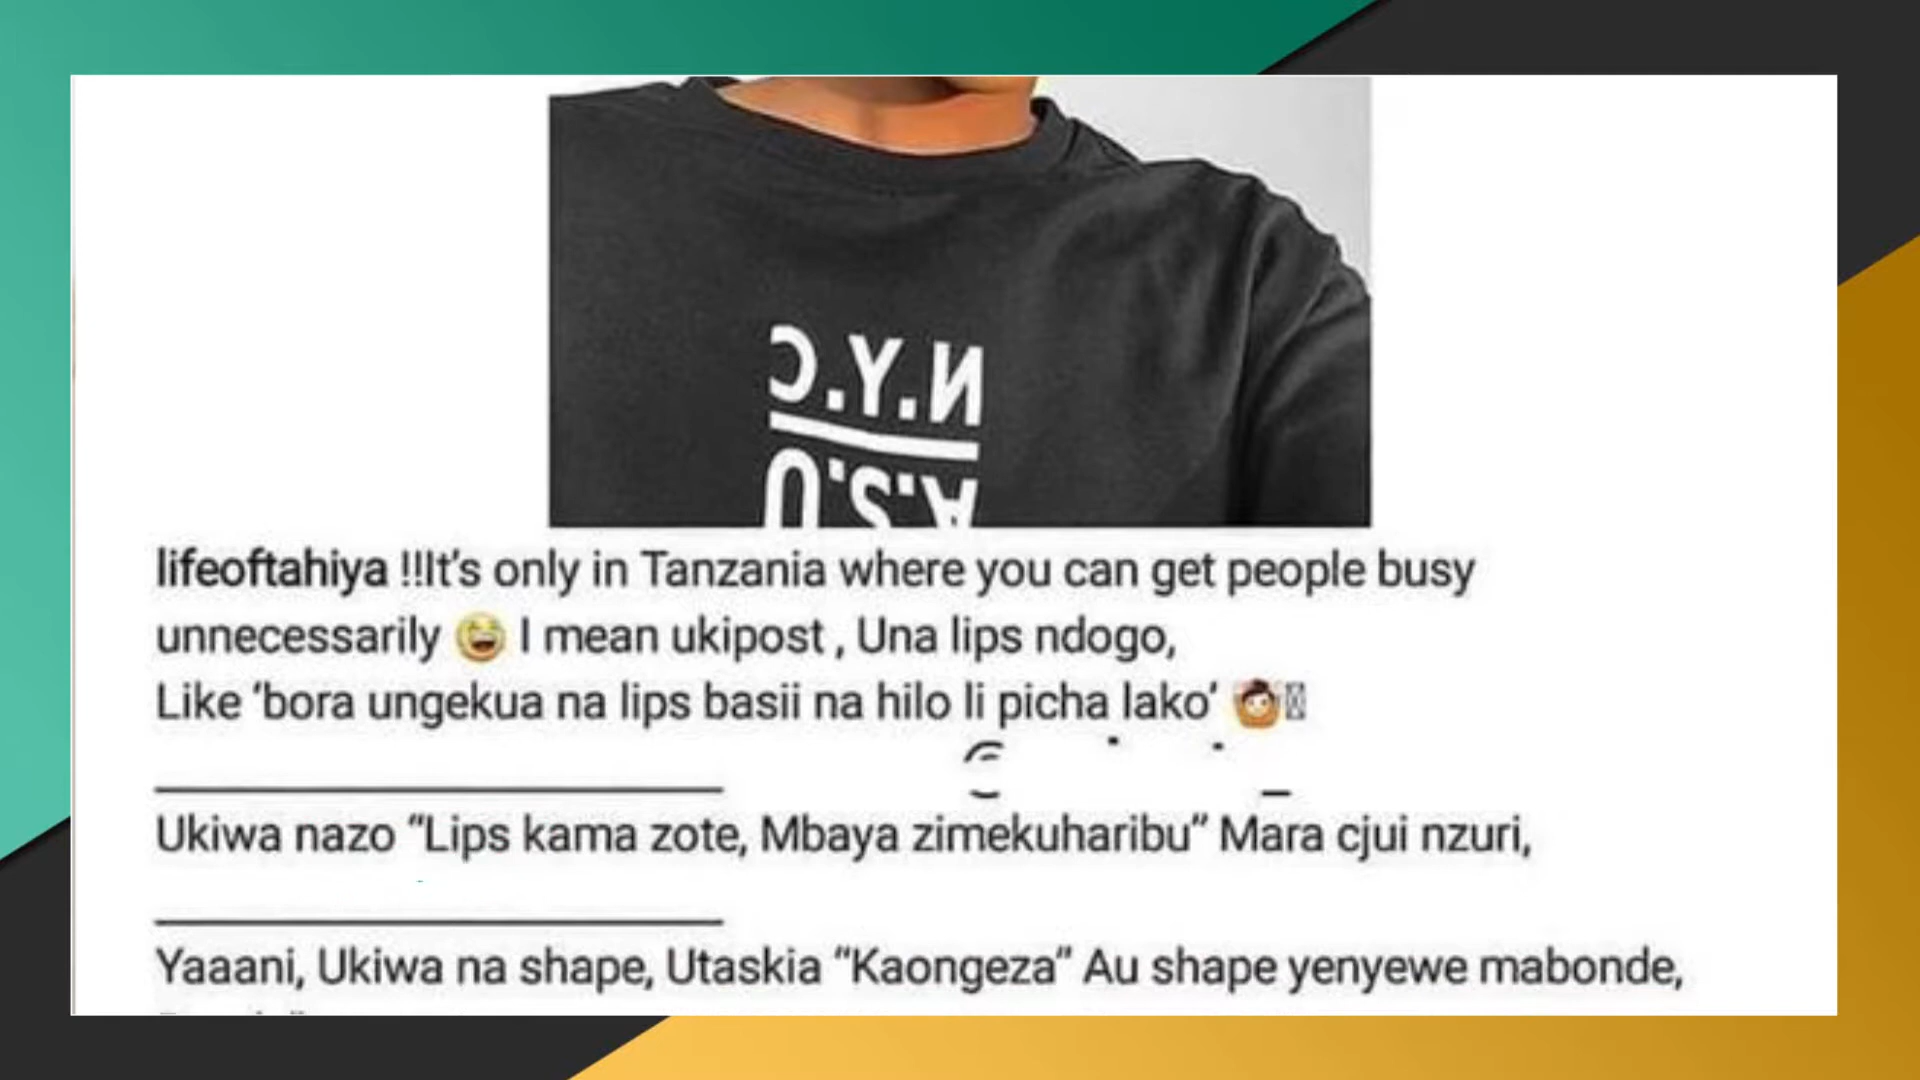 N.Y.C
U.S.A
lifeoftahiya !!It's only in Tanzania where you can get people busy
unnecessarily 😆 I mean ukipost , Una lips ndogo,
Like ‘bora ungekua na lips basii na hilo li picha lako’ 🙆
Ukiwa nazo “Lips kama zote, Mbaya zimekuharibu” Mara cjui nzuri,
Yaaani, Ukiwa na shape, Utaskia “Kaongeza” Au shape yenyewe mabonde,